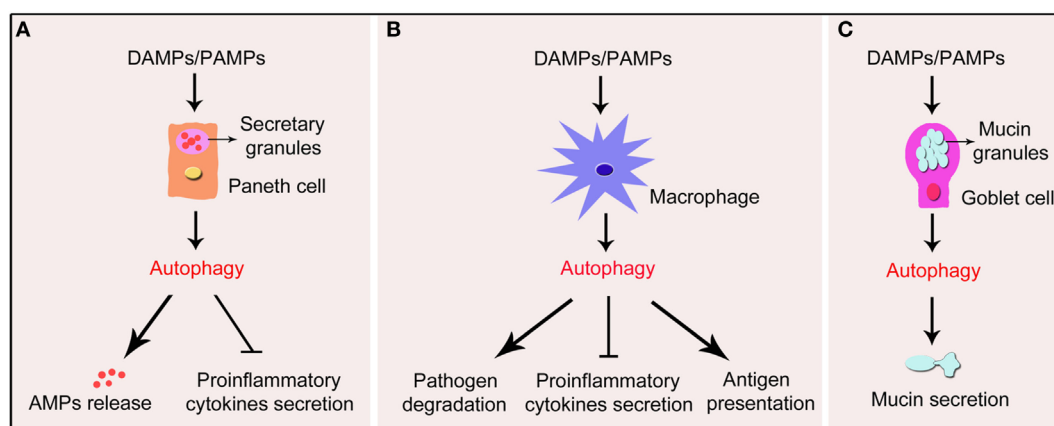 A
DAMPs/PAMPs
Secretary
granules
Paneth cell
Autophagy
AMPs release
Proinflammatory
cytokines secretion
B
DAMPs/PAMPs
Macrophage
Autophagy
Pathogen
degradation
Proinflammatory
cytokines secretion
Antigen
presentation
C
DAMPs/PAMPs
Mucin
granules
Goblet cell
Autophagy
Mucin secretion